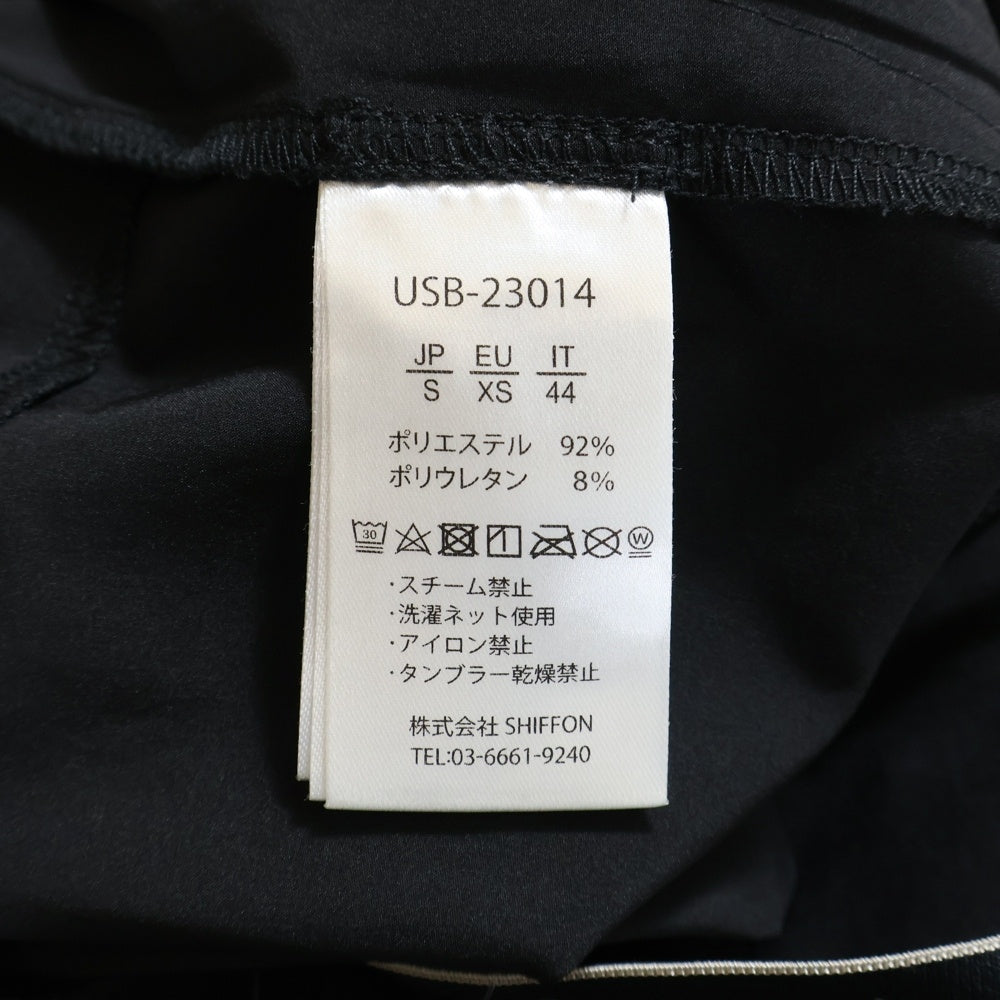 USB-23014
JP EU IT
S XS 44
ポリエステル 92%
ポリウレタン 8%
30 W
・スチーム禁止
・洗濯ネット使用
・アイロン禁止
・タンブラー乾燥禁止
株式会社 SHIFFON
TEL:03-6661-9240